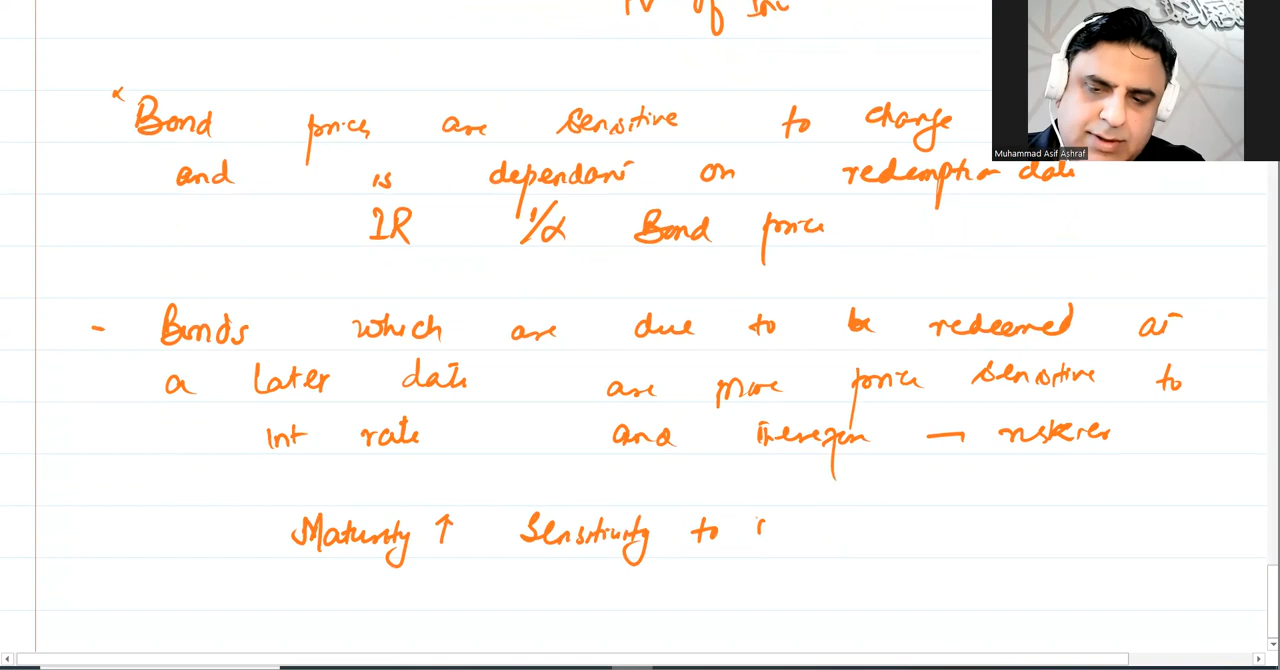 PV of Int
* Bond prices are sensitive to change
and is dependant on redemption date
IR 1/α Bond price
- Bonds which are due to be redeemed at
a later date are more price sensitive to
int rate and therefore — riskier
Maturity ↑ Sensitivity to i
Muhammad Asif Ashraf